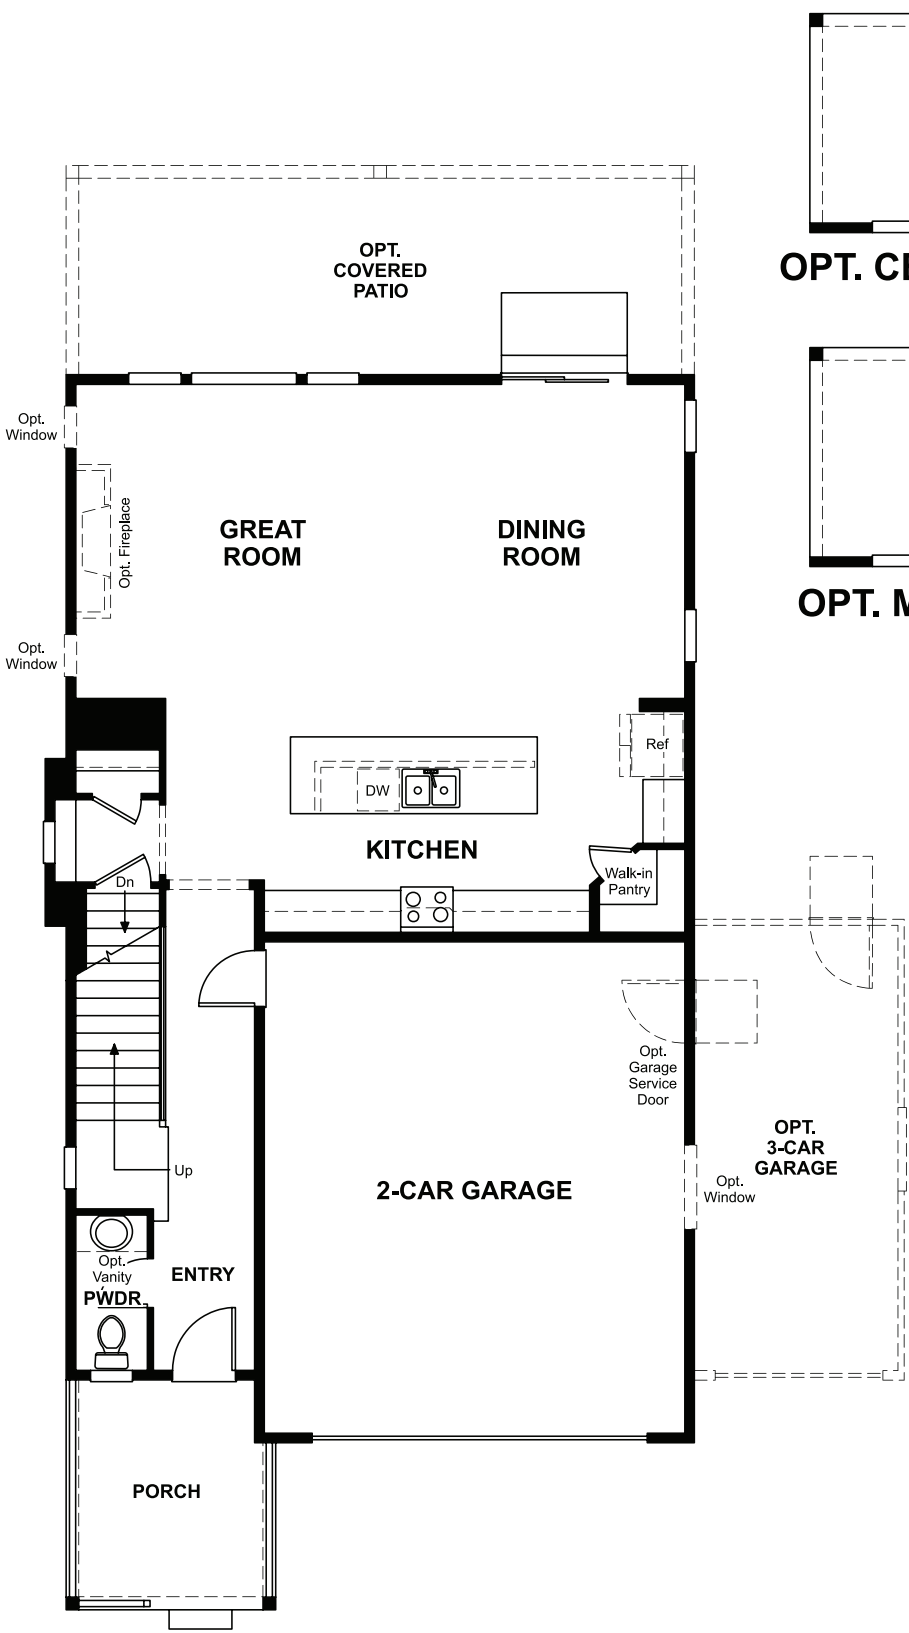 OPT.
COVERED
PATIO
OPT. CE
Opt.
Window
GREAT
ROOM
DINING
ROOM
Opt. Fireplace
OPT. M
Opt.
Window
Ref
DW
KITCHEN
Walk-in
Pantry
Dn
Opt.
Garage
Service
Door
OPT.
3-CAR
GARAGE
Up
2-CAR GARAGE
Opt.
Window
Opt.
Vanity
PWDR.
ENTRY
PORCH